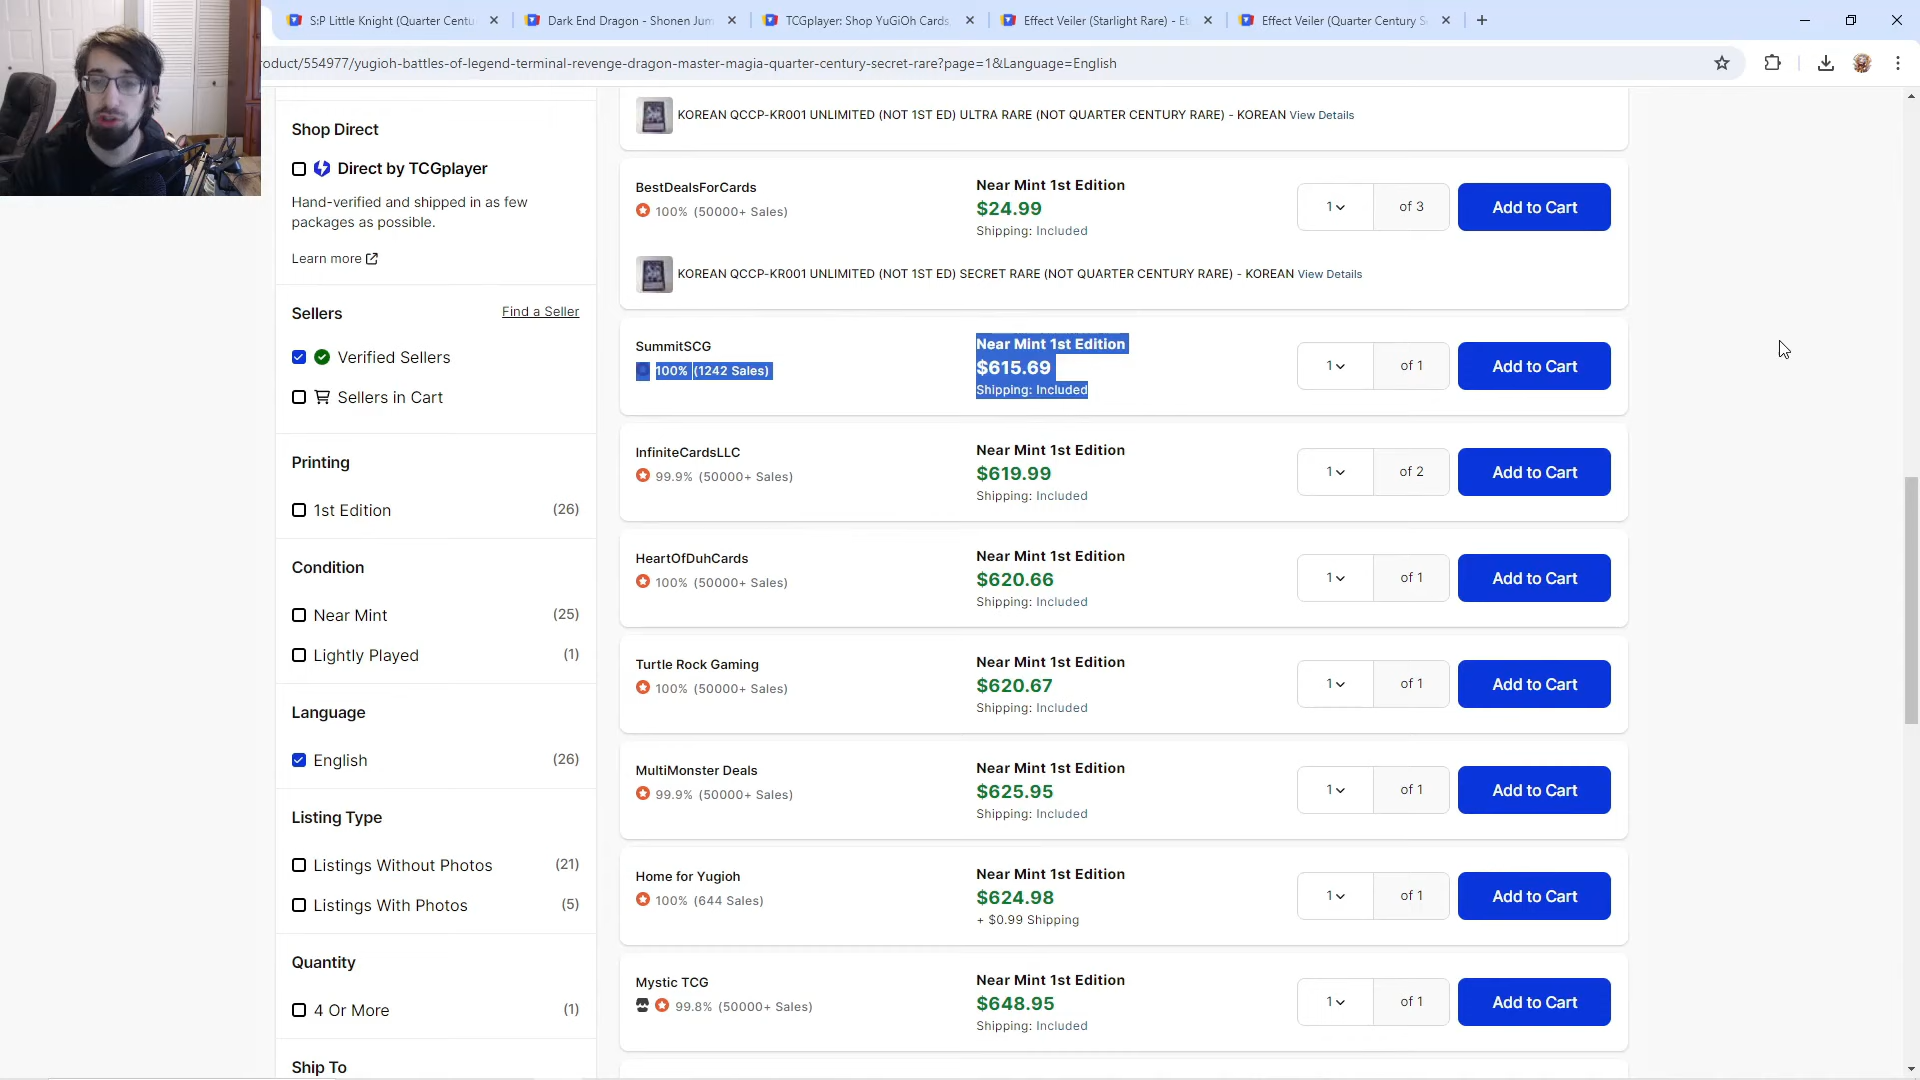 S:P Little Knight (Quarter Centu
Dark End Dragon - Shonen Jum
TCGplayer: Shop YuGiOh Cards,
Effect Veiler (Starlight Rare) - Et
Effect Veiler (Quarter Century S
oduct/554977/yugioh-battles-of-legend-terminal-revenge-dragon-master-magia-quarter-century-secret-rare?page=1&Language=English
Shop Direct
Direct by TCGplayer
Hand-verified and shipped in as few
packages as possible.
Learn more
Sellers
Find a Seller
Verified Sellers
Sellers in Cart
Printing
1st Edition (26)
Condition
Near Mint (25)
Lightly Played (1)
Language
English (26)
Listing Type
Listings Without Photos (21)
Listings With Photos (5)
Quantity
4 Or More (1)
Ship To
KOREAN QCCP-KR001 UNLIMITED (NOT 1ST ED) ULTRA RARE (NOT QUARTER CENTURY RARE) - KOREAN View Details
BestDealsForCards
100% (50000+ Sales)
Near Mint 1st Edition
$24.99
Shipping: Included
1 of 3
Add to Cart
KOREAN QCCP-KR001 UNLIMITED (NOT 1ST ED) SECRET RARE (NOT QUARTER CENTURY RARE) - KOREAN View Details
SummitSCG
100% (1242 Sales)
Near Mint 1st Edition
$615.69
Shipping: Included
1 of 1
Add to Cart
InfiniteCardsLLC
99.9% (50000+ Sales)
Near Mint 1st Edition
$619.99
Shipping: Included
1 of 2
Add to Cart
HeartOfDuhCards
100% (50000+ Sales)
Near Mint 1st Edition
$620.66
Shipping: Included
1 of 1
Add to Cart
Turtle Rock Gaming
100% (50000+ Sales)
Near Mint 1st Edition
$620.67
Shipping: Included
1 of 1
Add to Cart
MultiMonster Deals
99.9% (50000+ Sales)
Near Mint 1st Edition
$625.95
Shipping: Included
1 of 1
Add to Cart
Home for Yugioh
100% (644 Sales)
Near Mint 1st Edition
$624.98
+ $0.99 Shipping
1 of 1
Add to Cart
Mystic TCG
99.8% (50000+ Sales)
Near Mint 1st Edition
$648.95
Shipping: Included
1 of 1
Add to Cart